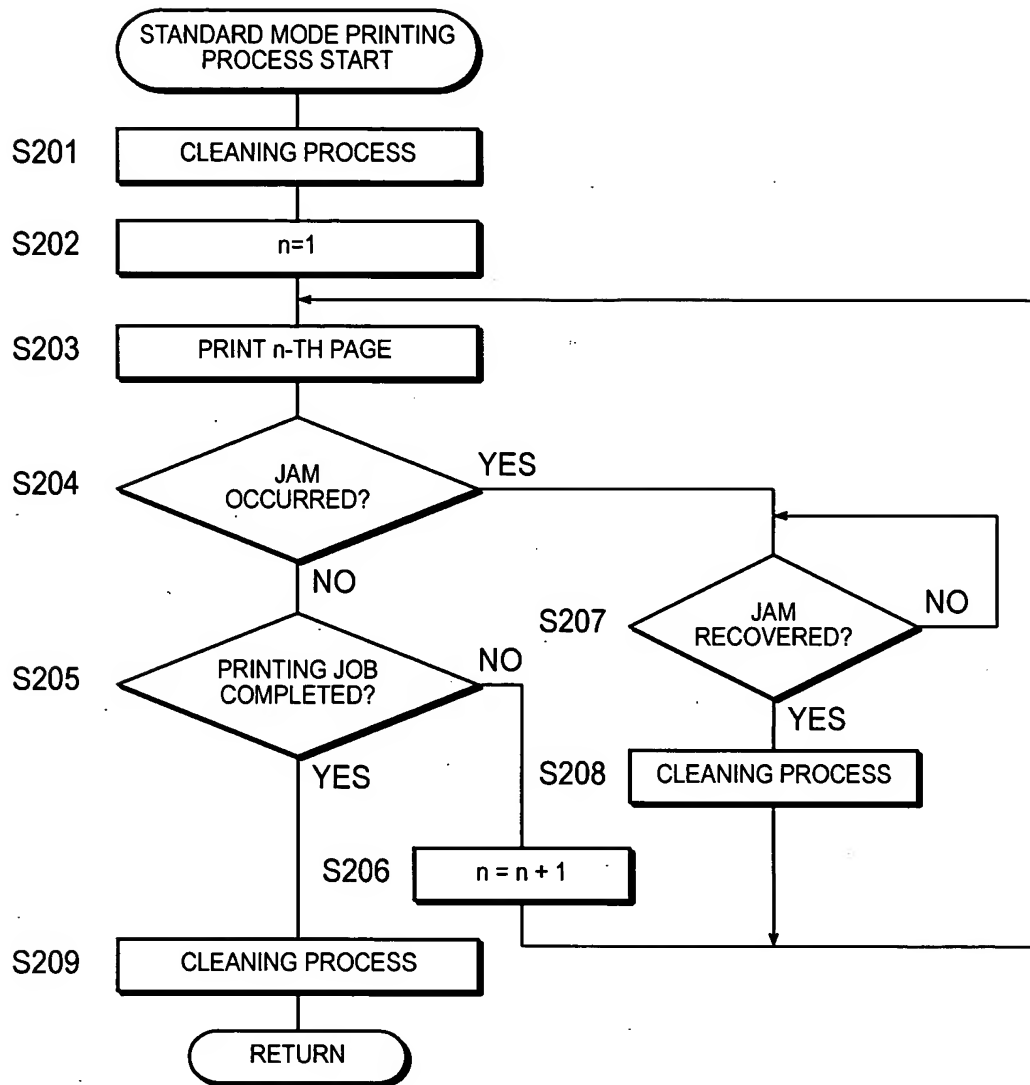 STANDARD MODE PRINTING
PROCESS START
S201
CLEANING PROCESS
S202
n=1
S203
PRINT n-TH PAGE
S204
JAM
OCCURRED?
YES
NO
S207
JAM
RECOVERED?
NO
YES
S205
PRINTING JOB
COMPLETED?
NO
YES
S208
CLEANING PROCESS
S206
n = n + 1
S209
CLEANING PROCESS
RETURN